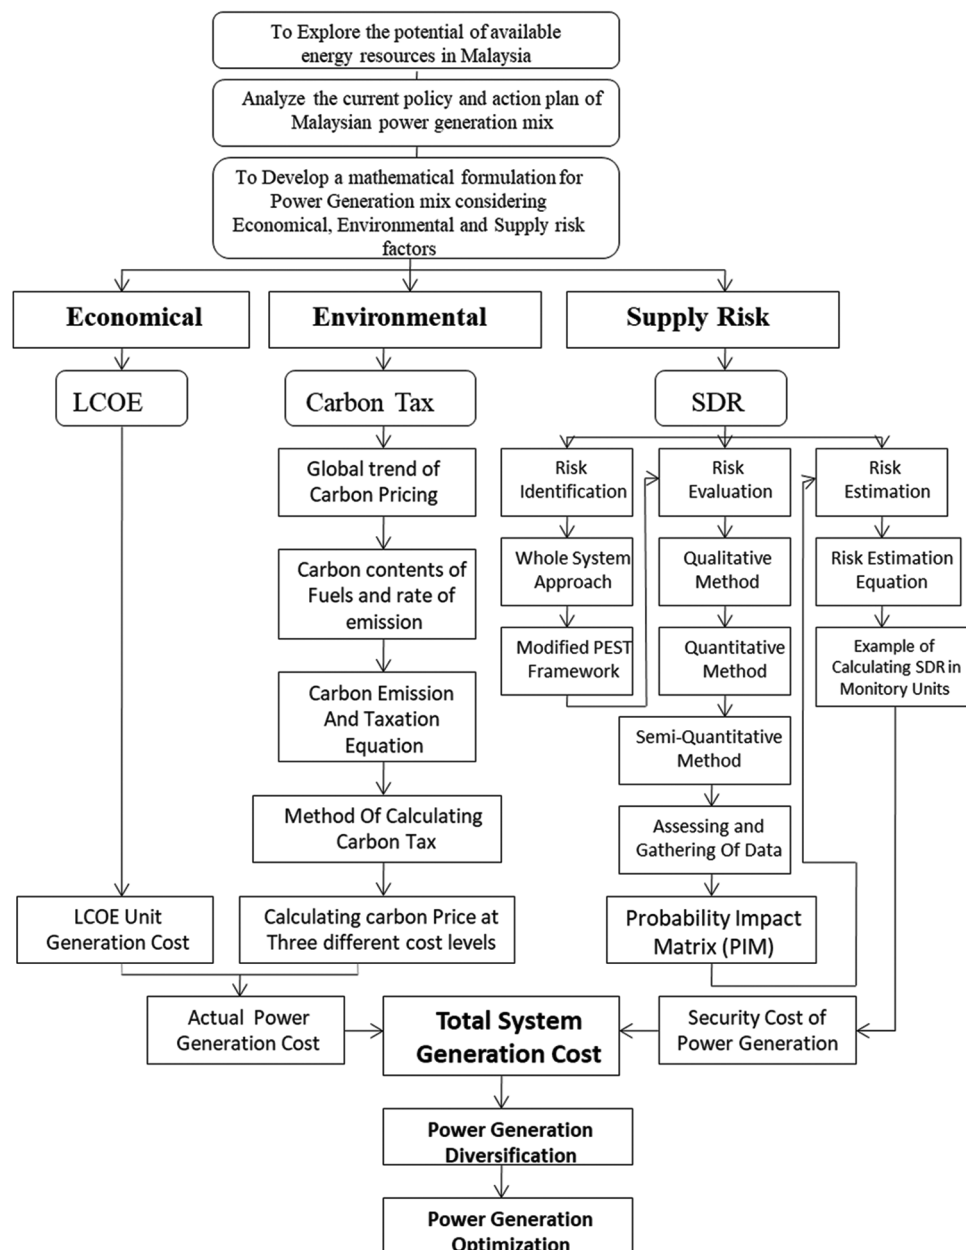 To Explore the potential of available
energy resources in Malaysia
Analyze the current policy and action plan of
Malaysian power generation mix
To Develop a mathematical formulation for
Power Generation mix considering
Economical, Environmental and Supply risk
factors
Economical
Environmental
Supply Risk
LCOE
Carbon Tax
SDR
Global trend of
Carbon Pricing
Carbon contents of
Fuels and rate of
emission
Carbon Emission
And Taxation
Equation
Method Of Calculating
Carbon Tax
Risk
Identification
Whole System
Approach
Modified PEST
Framework
Risk
Evaluation
Qualitative
Method
Quantitative
Method
Semi-Quantitative
Method
Assessing and
Gathering Of Data
Probability Impact
Matrix (PIM)
Risk
Estimation
Risk Estimation
Equation
Example of
Calculating SDR in
Monitory Units
LCOE Unit
Generation Cost
Calculating carbon Price at
Three different cost levels
Actual Power
Generation Cost
Total System
Generation Cost
Security Cost of
Power Generation
Power Generation
Diversification
Power Generation
Optimization